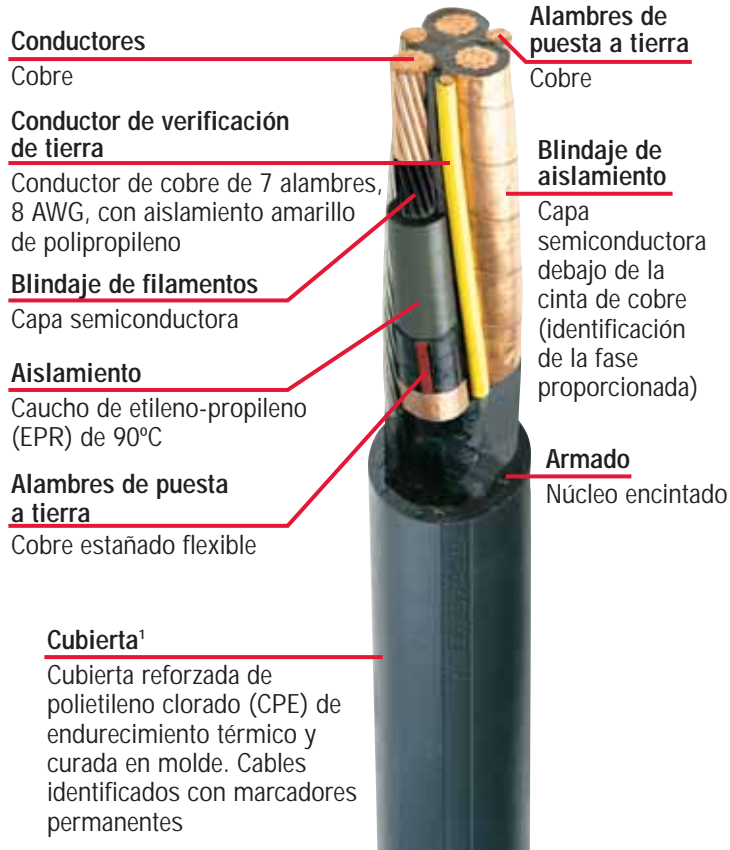 Conductores
Cobre
Conductor de verificación
de tierra
Conductor de cobre de 7 alambres,
8 AWG, con aislamiento amarillo
de polipropileno
Blindaje de filamentos
Capa semiconductora
Aislamiento
Caucho de etileno-propileno
(EPR) de 90ºC
Alambres de puesta
a tierra
Cobre estañado flexible
Cubierta¹
Cubierta reforzada de
polietileno clorado (CPE) de
endurecimiento térmico y
curada en molde. Cables
identificados con marcadores
permanentes
Alambres de
puesta a tierra
Cobre
Blindaje de
aislamiento
Capa
semiconductora
debajo de la
cinta de cobre
(identificación
de la fase
proporcionada)
Armado
Núcleo encintado